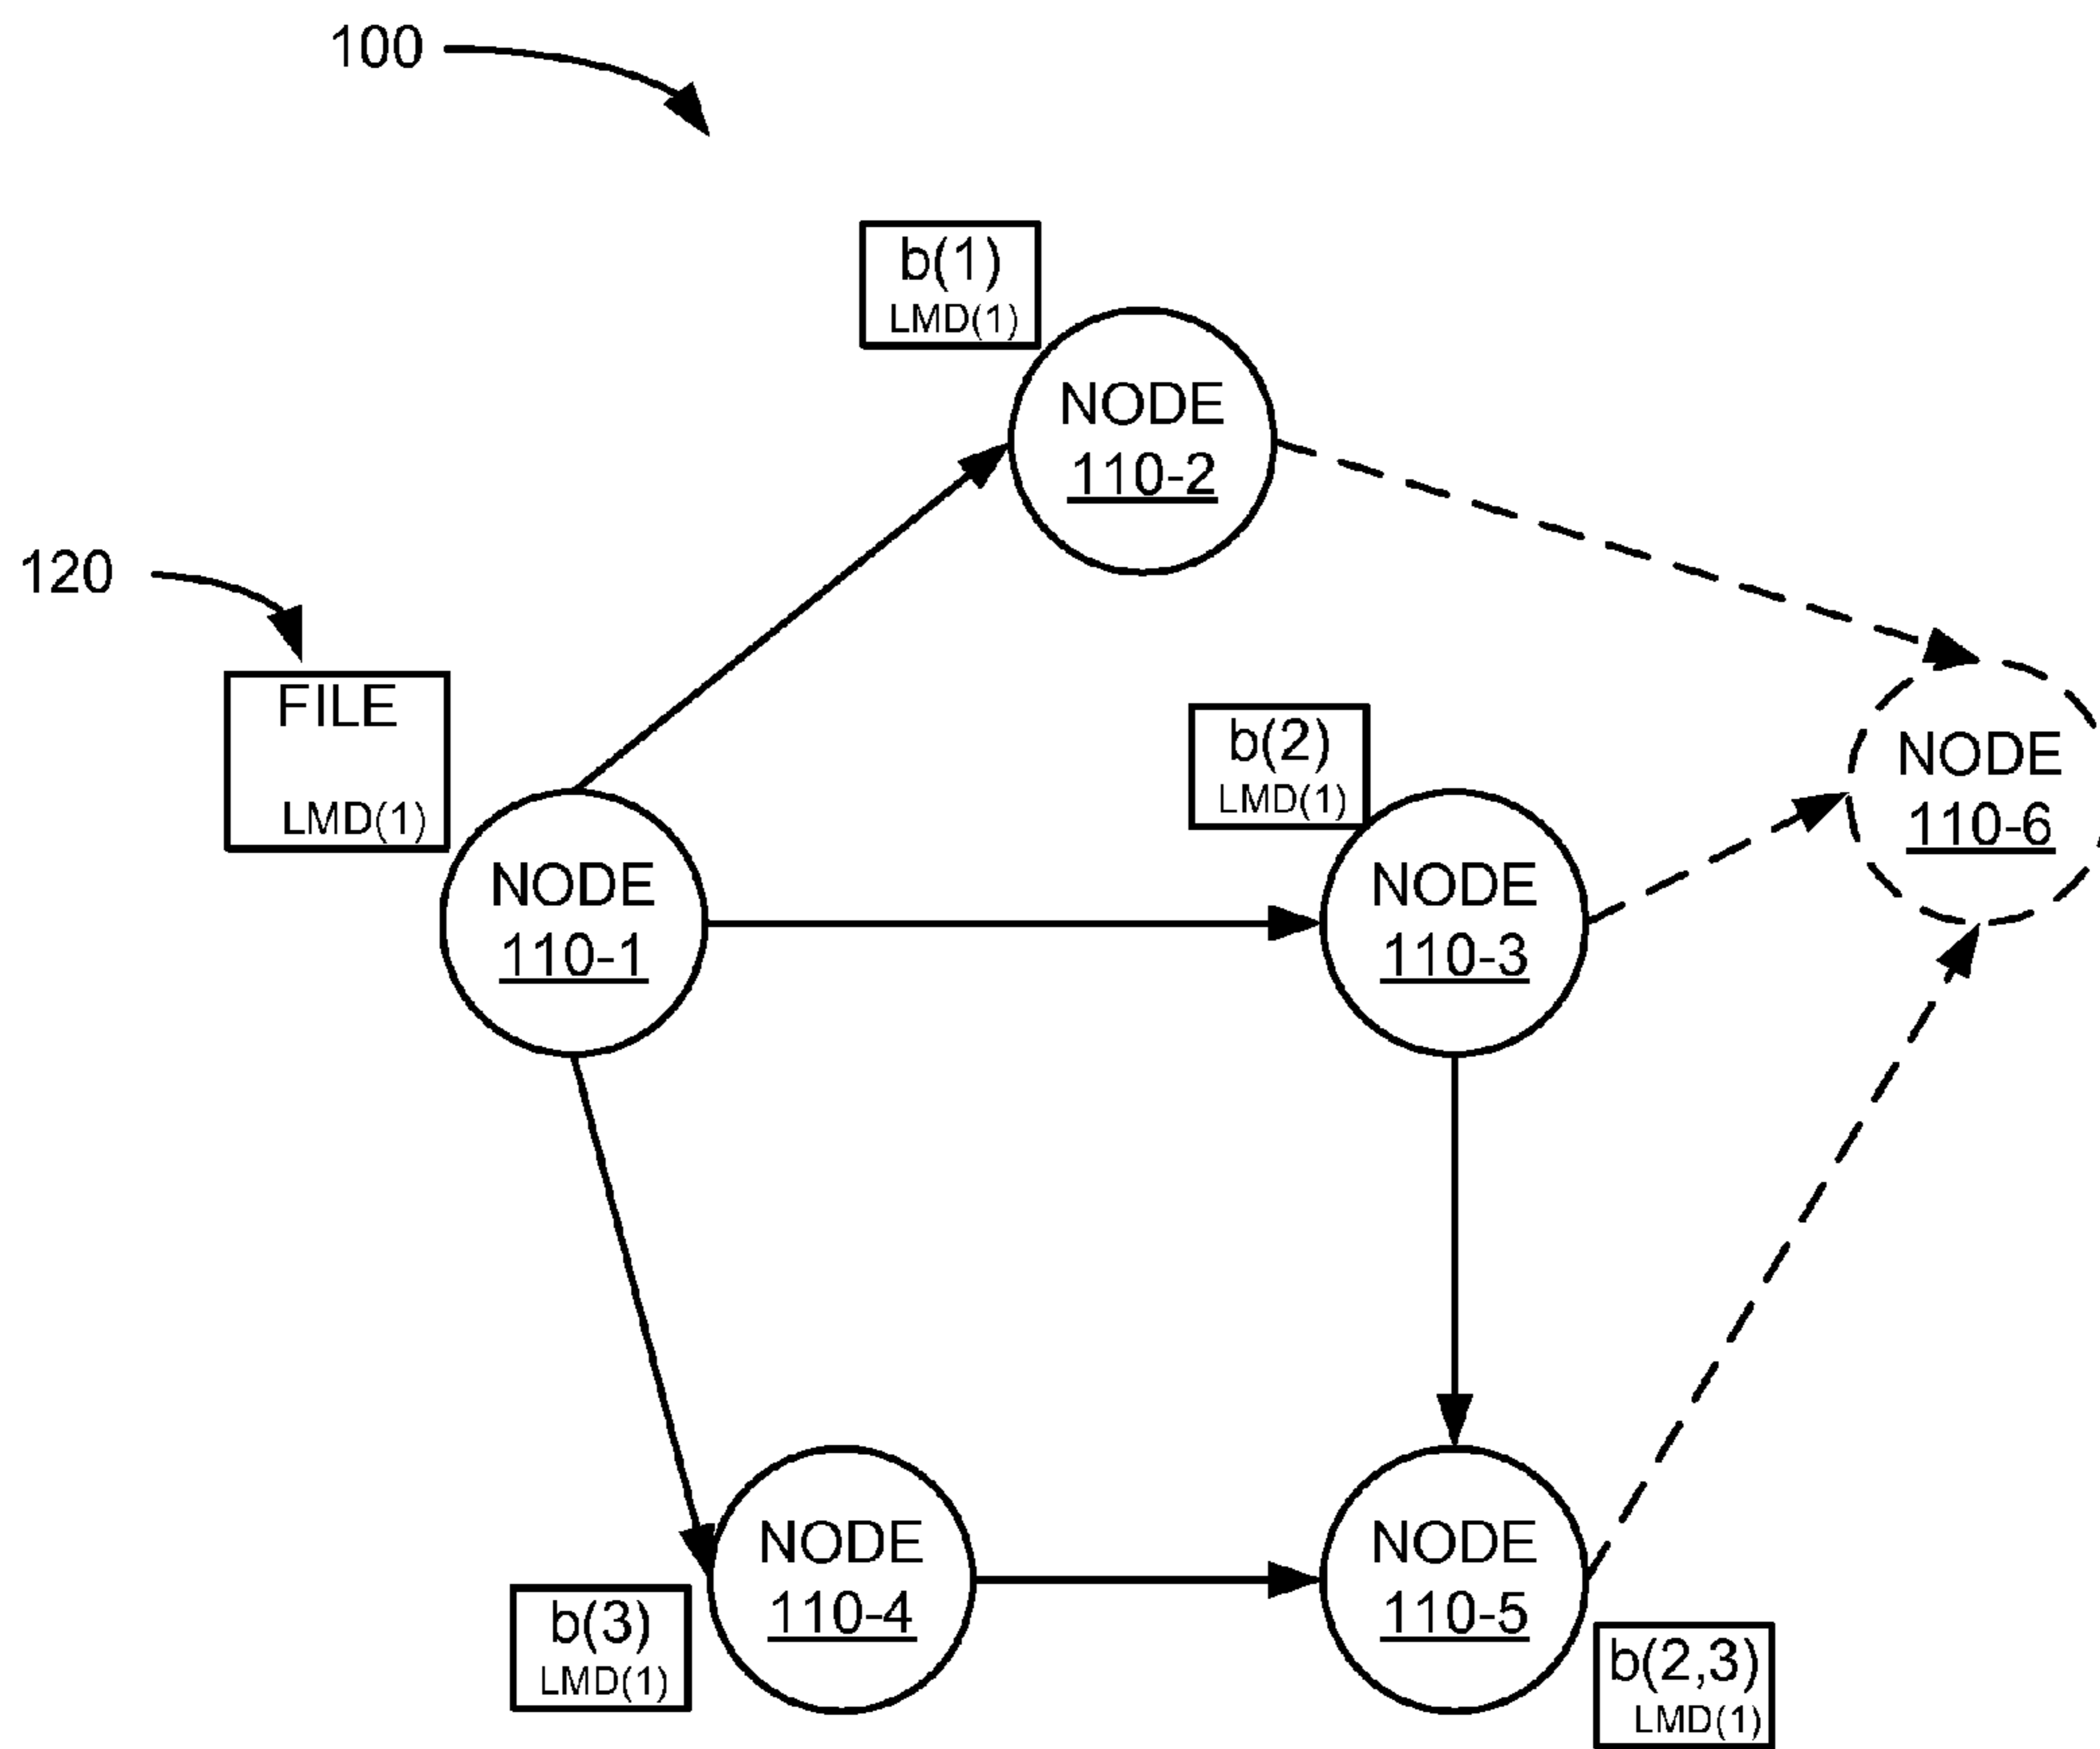 100
b(1)
LMD(1)
NODE
110-2
120
FILE
LMD(1)
b(2)
LMD(1)
NODE
110-6
NODE
110-1
NODE
110-3
NODE
110-4
NODE
110-5
b(3)
LMD(1)
b(2,3)
LMD(1)